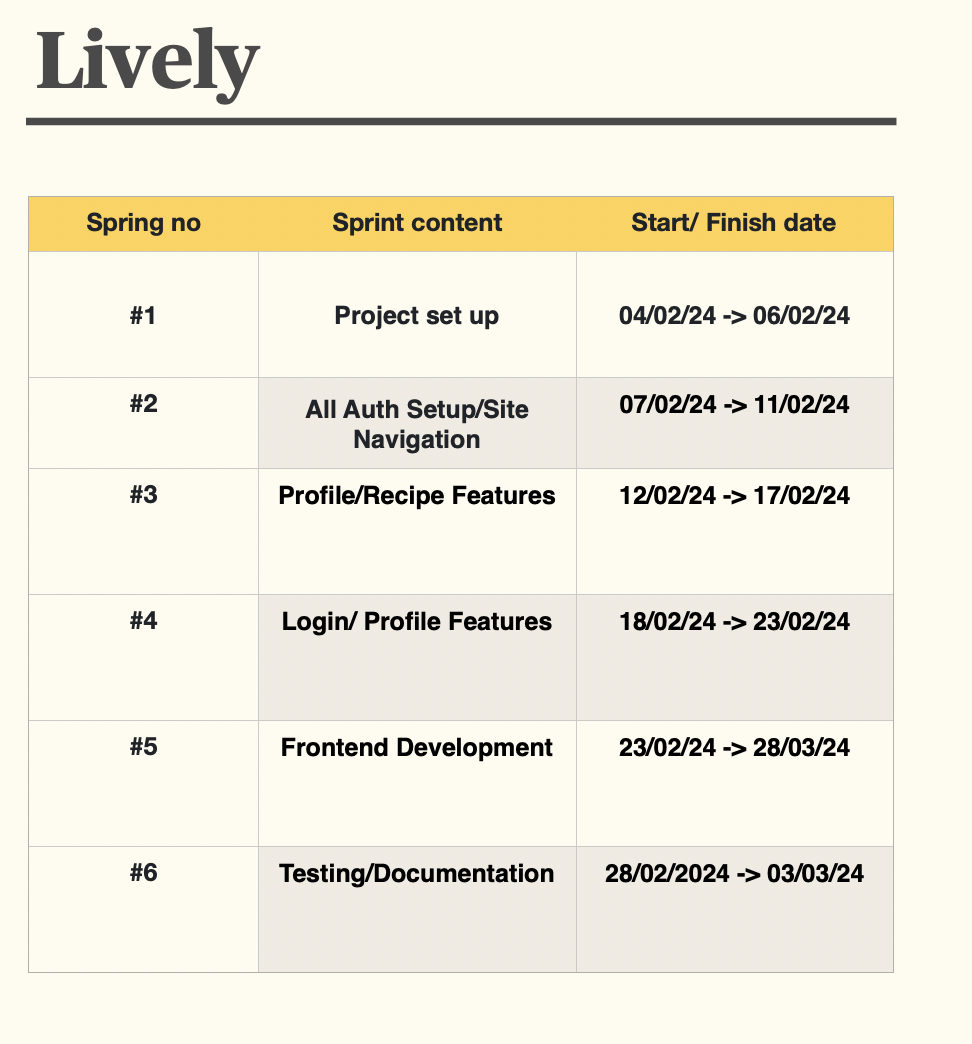 Lively
Spring no Sprint content Start/ Finish date
#1 Project set up 04/02/24 -> 06/02/24
#2 All Auth Setup/Site 07/02/24 -> 11/02/24
Navigation
#3 Profile/Recipe Features 12/02/24 -> 17/02/24
#4 Login/ Profile Features 18/02/24 -> 23/02/24
#5 Frontend Development 23/02/24 -> 28/03/24
#6 Testing/Documentation 28/02/2024 -> 03/03/24